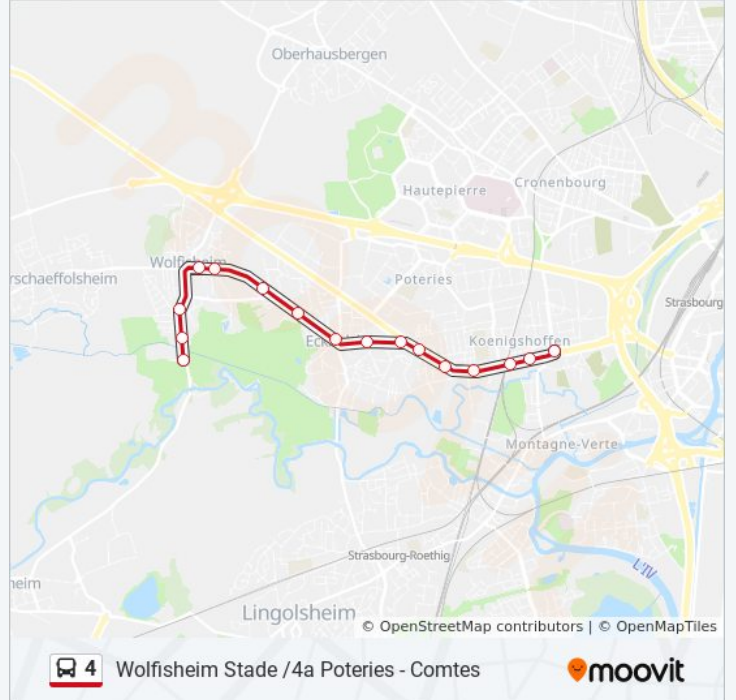 Oberhausbergen
Hautepierre
Cronenbourg
Wolfisheim
rschaeffolsheim
Poteries
Strasbourg
Koenigshoffen
Montagne-Verte
Strasbourg-Roethig
L'IV
heim
Lingolsheim
© OpenStreetMap contributors | © OpenMapTiles
4 Wolfisheim Stade /4a Poteries - Comtes
moovit